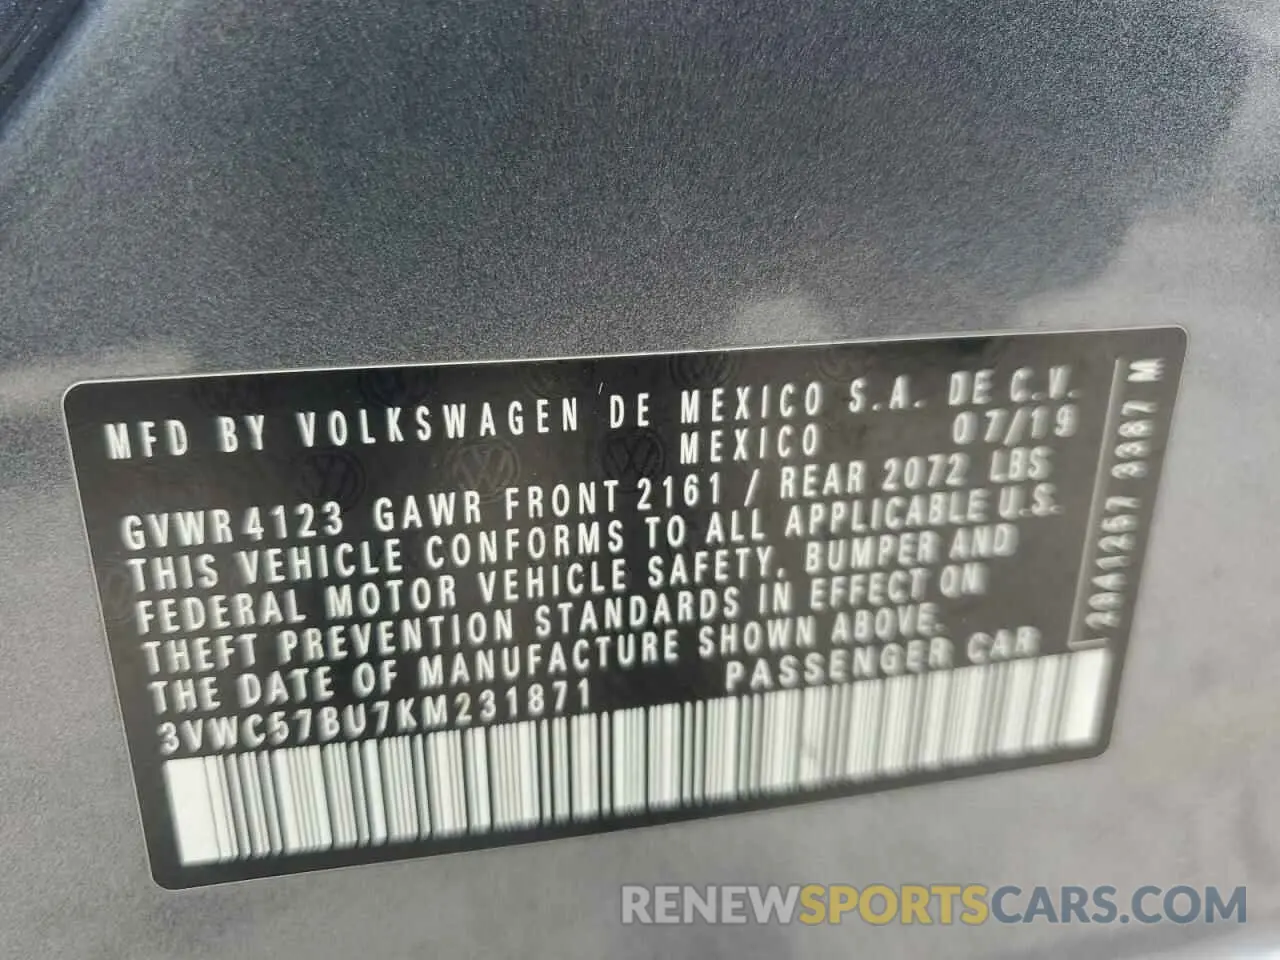 MFD BY VOLKSWAGEN DE MEXICO S.A. DE C.V.
MEXICO 07/19
GVWR 4123 GAWR FRONT 2161 / REAR 2072 LBS
THIS VEHICLE CONFORMS TO ALL APPLICABLE U.S.
FEDERAL MOTOR VEHICLE SAFETY, BUMPER AND
THEFT PREVENTION STANDARDS IN EFFECT ON
THE DATE OF MANUFACTURE SHOWN ABOVE.
3VWC57BU7KM231871 PASSENGER CAR
3387 M
RENEWSPORTSCARS.COM